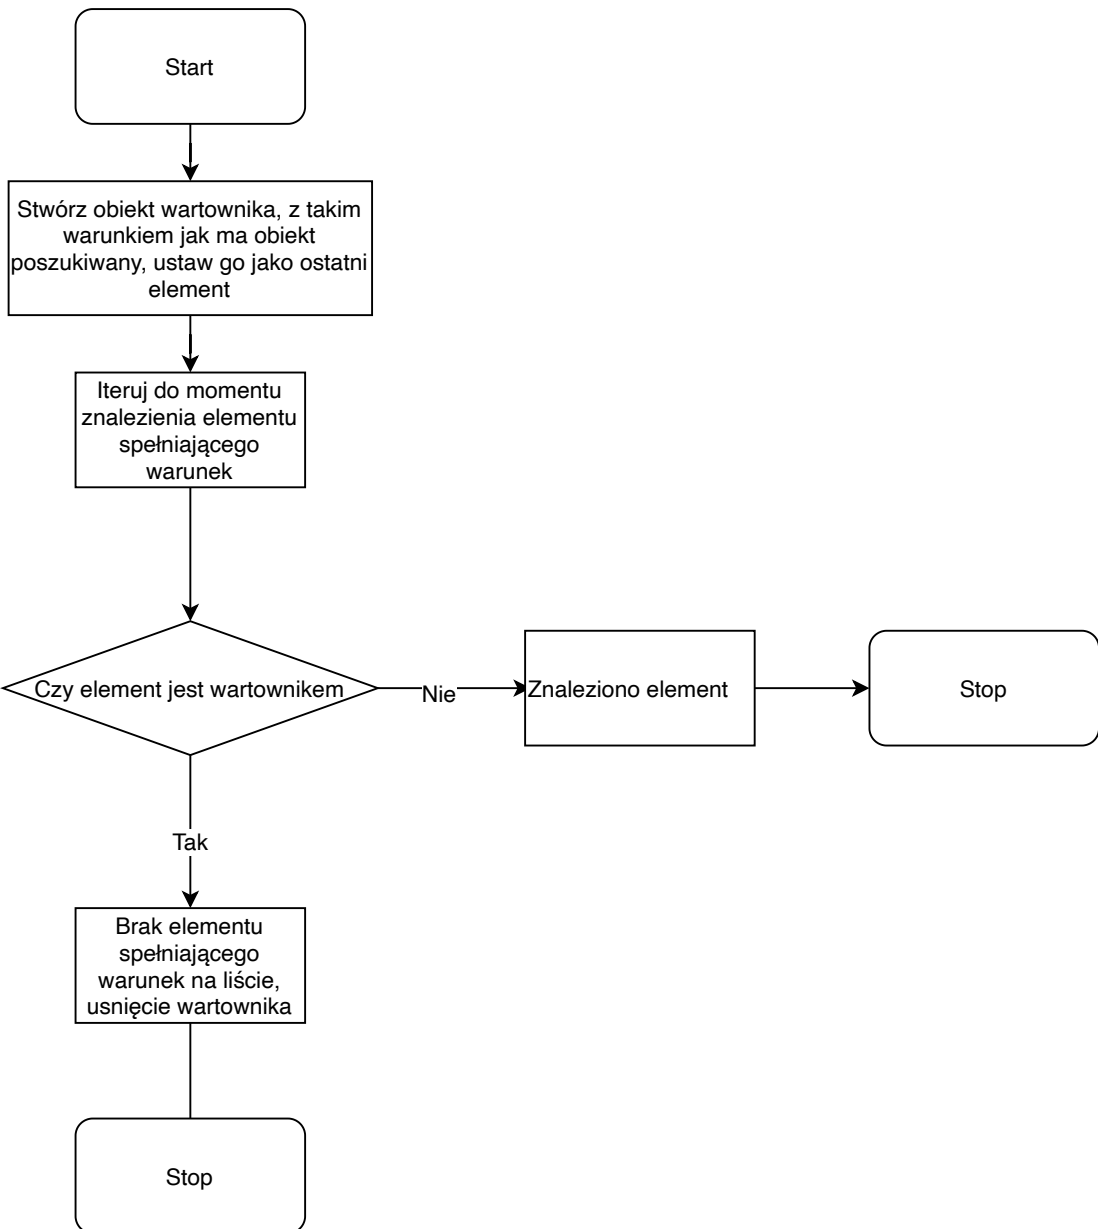 Start
Stwórz obiekt wartownika, z takim
warunkiem jak ma obiekt
poszukiwany, ustaw go jako ostatni
element
Iteruj do momentu
znalezienia elementu
spełniającego
warunek
Czy element jest wartownikem
Nie
Znaleziono element
Stop
Tak
Brak elementu
spełniającego
warunek na liście,
usnięcie wartownika
Stop